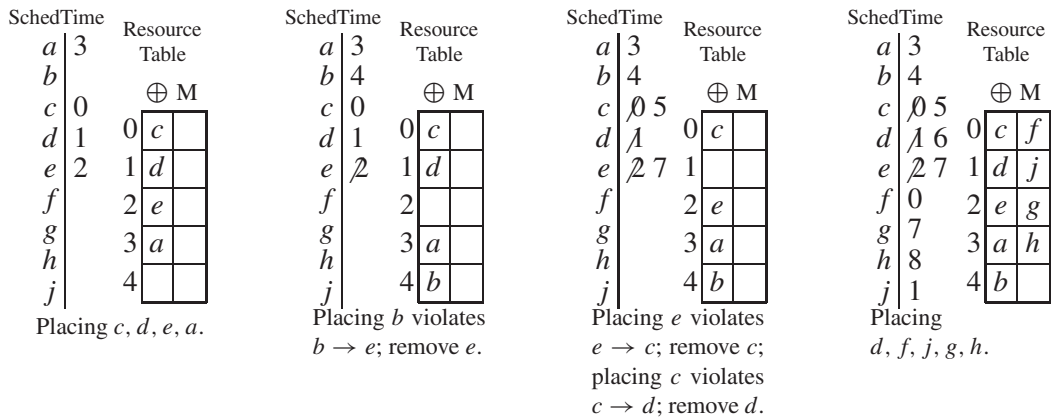 SchedTime
Resource
Table
⊕ M
a 3
b
c 0
d 1
e 2
f
g
h
j
0 c
1 d
2 e
3 a
4
Placing c, d, e, a.
SchedTime
Resource
Table
⊕ M
a 3
b 4
c 0
d 1
e 2
f
g
h
j
0 c
1 d
2
3 a
4 b
Placing b violates
b → e; remove e.
SchedTime
Resource
Table
⊕ M
a 3
b 4
c 0 5
d 1
e 2 7
f
g
h
j
0 c
1
2 e
3 a
4 b
Placing e violates
e → c; remove c;
placing c violates
c → d; remove d.
SchedTime
Resource
Table
⊕ M
a 3
b 4
c 0 5
d 1 6
e 2 7
f 0
g 7
h 8
j 1
0 c f
1 d j
2 e g
3 a h
4 b
Placing
d, f, j, g, h.